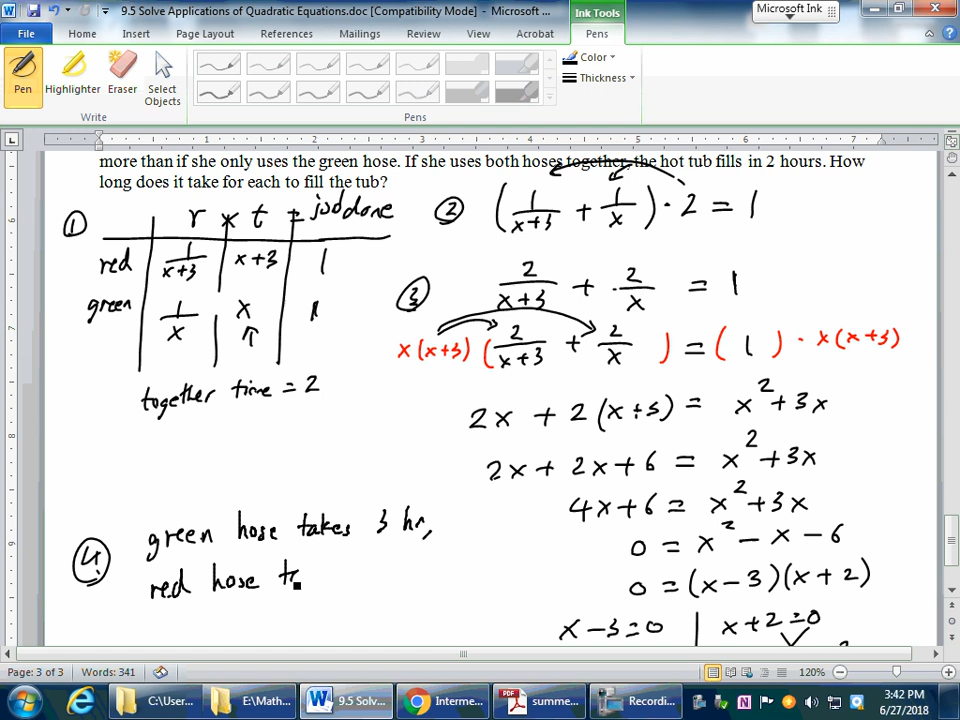 9.5 Solve Applications of Quadratic Equations.doc [Compatibility Mode] - Microsoft Word...
Ink Tools
Microsoft Ink
File Home Insert Page Layout References Mailings Review View Acrobat Pens
Pen Highlighter Eraser Select Objects
Color
Thickness
Write
Pens
1 2 3 4 5 6 7
more than if she only uses the green hose. If she uses both hoses together, the hot tub fills in 2 hours. How
long does it take for each to fill the tub?
① r × t = job done
red 1/(x+3) x+3 1
green 1/x x 1
together time = 2
② (1/(x+3) + 1/x) · 2 = 1
③ 2/(x+3) + 2/x = 1
x(x+3) (2/(x+3) + 2/x) = (1) · x(x+3)
2x + 2(x+3) = x² + 3x
2x + 2x + 6 = x² + 3x
4x + 6 = x² + 3x
0 = x² - x - 6
0 = (x - 3)(x + 2)
x - 3 = 0 | x + 2 = 0
④ green hose takes 3 hr,
red hose t
Page: 3 of 3 Words: 341 120%
C:\User... E:\Math... 9.5 Solv... Interme... summe... Recordi...
3:42 PM
6/27/2018